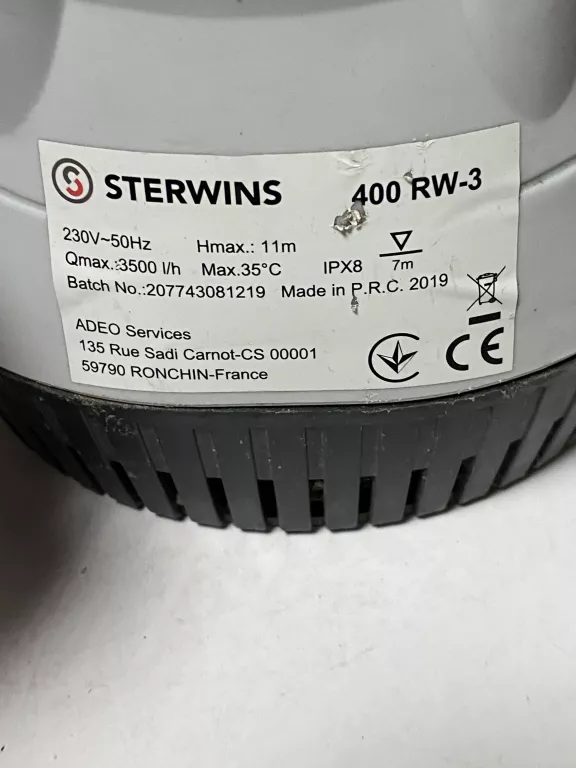 STERWINS 400 RW-3
230V~50Hz Hmax.: 11m
Qmax.:3500 l/h Max.35°C IPX8 7m
Batch No.:207743081219 Made in P.R.C. 2019
ADEO Services
135 Rue Sadi Carnot-CS 00001
59790 RONCHIN-France
CE